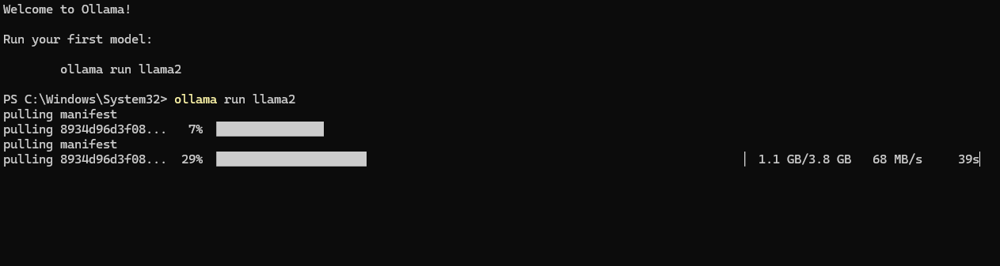 Welcome to Ollama!
Run your first model:
ollama run llama2
PS C:\Windows\System32> ollama run llama2
pulling manifest
pulling 8934d96d3f08... 7%
pulling manifest
pulling 8934d96d3f08... 29% | 1.1 GB/3.8 GB 68 MB/s 39s